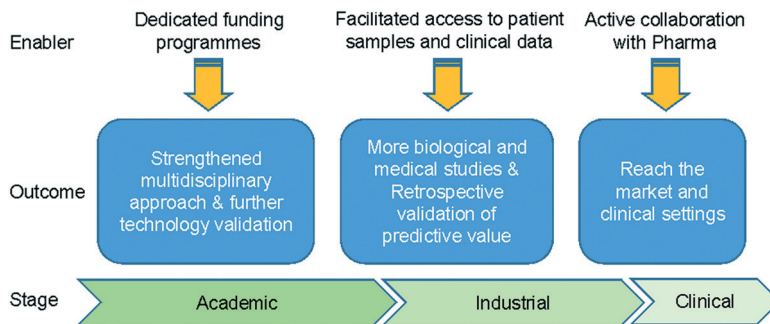 Enabler
Dedicated funding
programmes
Facilitated access to patient
samples and clinical data
Active collaboration
with Pharma
Outcome
Strengthened
multidisciplinary
approach & further
technology validation
More biological and
medical studies &
Retrospective
validation of
predictive value
Reach the
market and
clinical settings
Stage
Academic
Industrial
Clinical